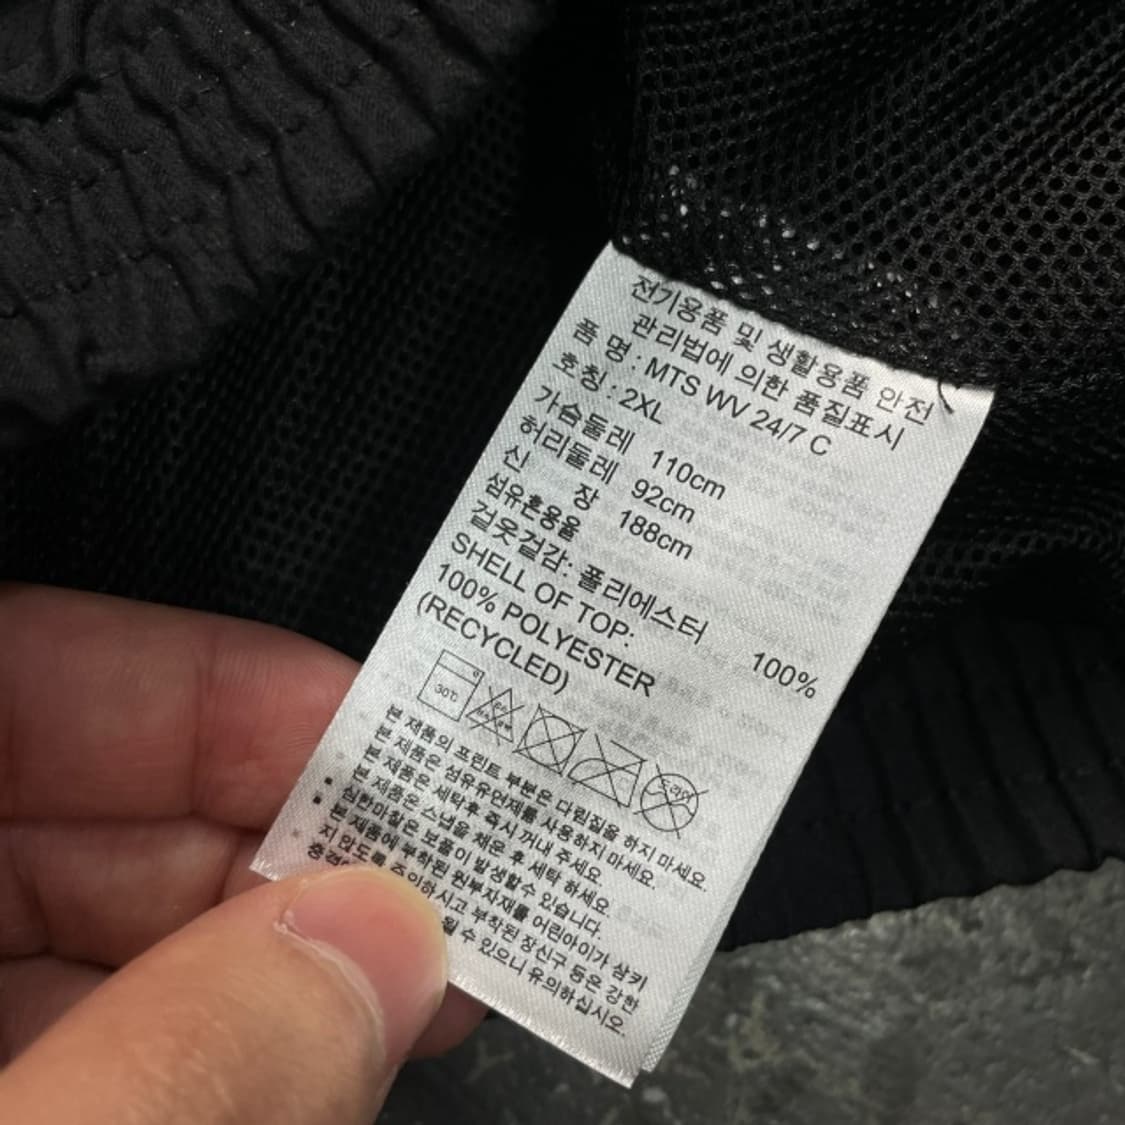 전기용품 및 생활용품 안전
관리법에 의한 품질표시
품 명 : MTS WV 24/7 C
호칭 : 2XL
가슴둘레 110cm
허리둘레 92cm
신 장 188cm
섬유혼용율
겉옷겉감: 폴리에스터 100%
SHELL OF TOP:
100% POLYESTER
(RECYCLED)
30℃
드라이
본 제품의 프린트 부분은 다림질을 하지 마세요.
본 제품은 섬유유연제를 사용하지 마세요.
본 제품은 세탁후 즉시 꺼내 주세요.
본 제품은 스냅을 채운 후 세탁 하세요.
심한마찰은 보풀이 발생할수 있습니다.
본 제품에 부착된 원부자재를 어린아이가 삼키
지 않도록 주의하시고 부착된 장신구 등은 강한
수 있으니 유의하십시오.